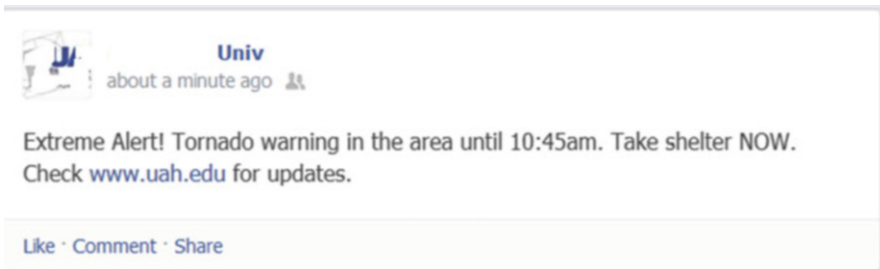 UA
Univ
about a minute ago
Extreme Alert! Tornado warning in the area until 10:45am. Take shelter NOW.
Check www.uah.edu for updates.
Like · Comment · Share